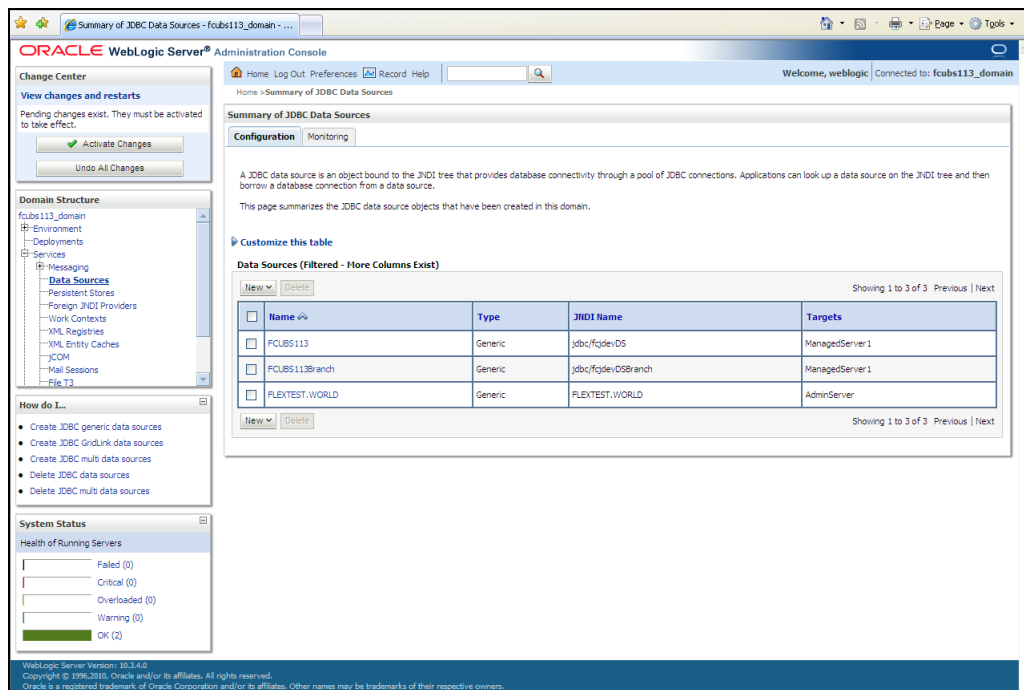 Summary of JDBC Data Sources - fcubs113_domain - ...
Page
Tools
ORACLE WebLogic Server® Administration Console
Change Center
View changes and restarts
Pending changes exist. They must be activated
to take effect.
Activate Changes
Undo All Changes
Domain Structure
fcubs113_domain
Environment
Deployments
Services
Messaging
Data Sources
Persistent Stores
Foreign JNDI Providers
Work Contexts
XML Registries
XML Entity Caches
jCOM
Mail Sessions
File T3
How do I...
Create JDBC generic data sources
Create JDBC GridLink data sources
Create JDBC multi data sources
Delete JDBC data sources
Delete JDBC multi data sources
System Status
Health of Running Servers
Failed (0)
Critical (0)
Overloaded (0)
Warning (0)
OK (2)
Home Log Out Preferences Record Help
Welcome, weblogic Connected to: fcubs113_domain
Home >Summary of JDBC Data Sources
Summary of JDBC Data Sources
Configuration Monitoring
A JDBC data source is an object bound to the JNDI tree that provides database connectivity through a pool of JDBC connections. Applications can look up a data source on the JNDI tree and then
borrow a database connection from a data source.
This page summarizes the JDBC data source objects that have been created in this domain.
Customize this table
Data Sources (Filtered - More Columns Exist)
New Delete Showing 1 to 3 of 3 Previous | Next
Name Type JNDI Name Targets
FCUBS113 Generic jdbc/fcjdevDS ManagedServer1
FCUBS113Branch Generic jdbc/fcjdevDSBranch ManagedServer1
FLEXTEST.WORLD Generic FLEXTEST.WORLD AdminServer
New Delete Showing 1 to 3 of 3 Previous | Next
WebLogic Server Version: 10.3.4.0
Copyright © 1996,2010, Oracle and/or its affiliates. All rights reserved.
Oracle is a registered trademark of Oracle Corporation and/or its affiliates. Other names may be trademarks of their respective owners.